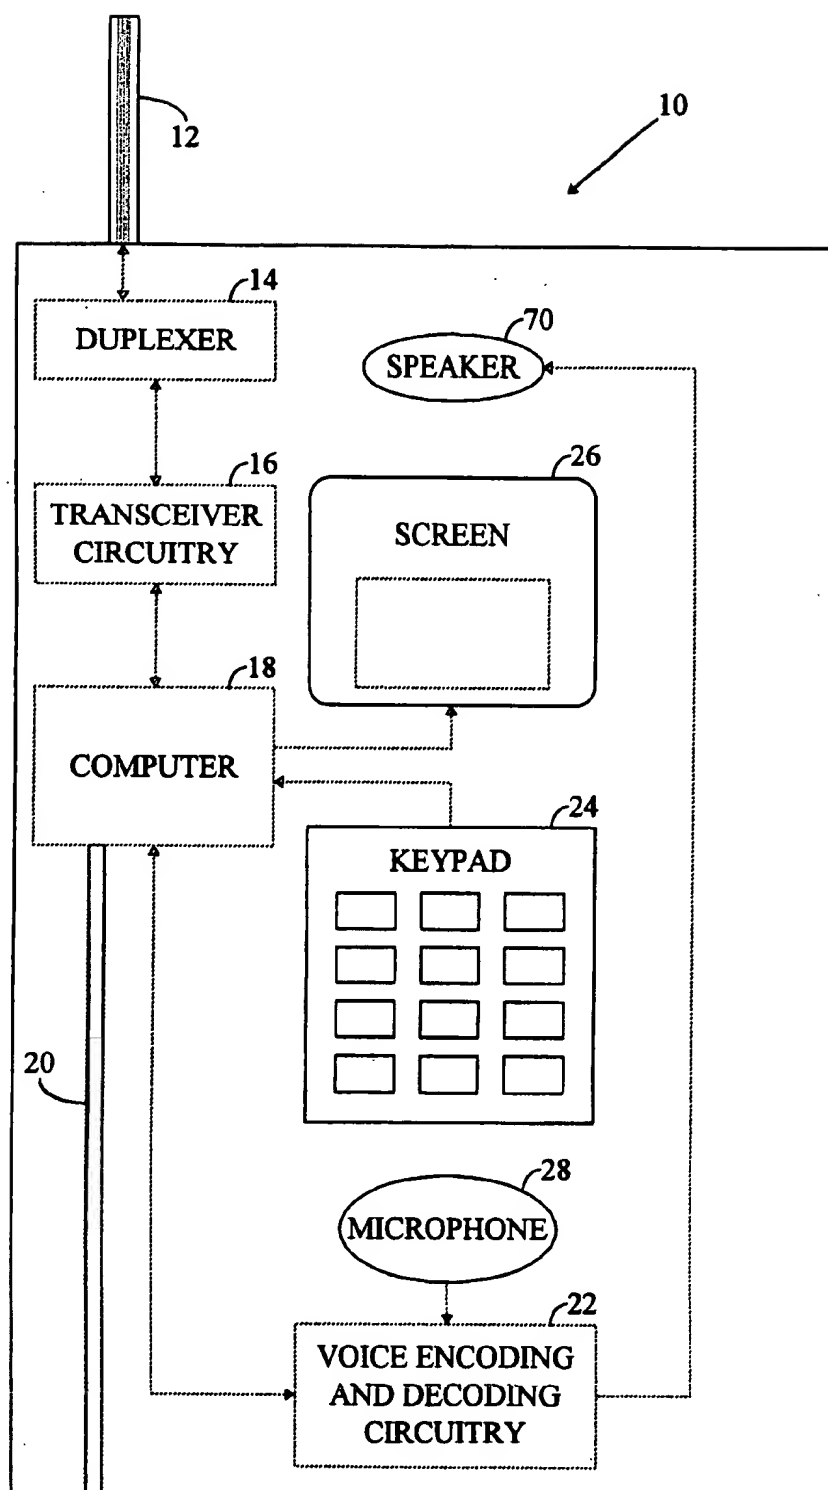 12
10
14
DUPLEXER
70
SPEAKER
16
TRANSCEIVER
CIRCUITRY
26
SCREEN
18
COMPUTER
24
KEYPAD
20
28
MICROPHONE
22
VOICE ENCODING
AND DECODING
CIRCUITRY